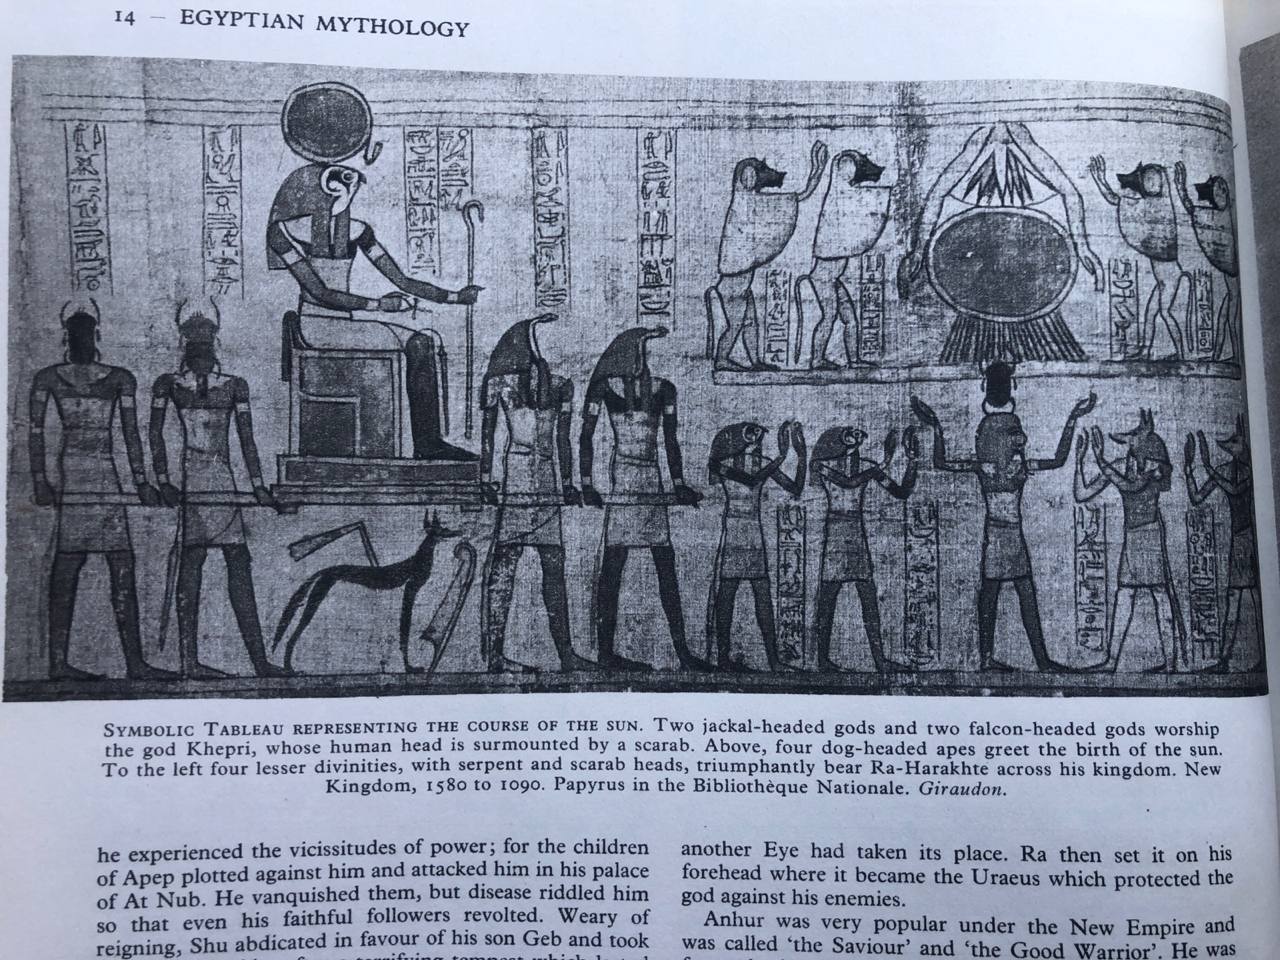 14 — EGYPTIAN MYTHOLOGY
SYMBOLIC TABLEAU REPRESENTING THE COURSE OF THE SUN. Two jackal-headed gods and two falcon-headed gods worship
the god Khepri, whose human head is surmounted by a scarab. Above, four dog-headed apes greet the birth of the sun.
To the left four lesser divinities, with serpent and scarab heads, triumphantly bear Ra-Harakhte across his kingdom. New
Kingdom, 1580 to 1090. Papyrus in the Bibliothèque Nationale. Giraudon.
he experienced the vicissitudes of power; for the children
of Apep plotted against him and attacked him in his palace
of At Nub. He vanquished them, but disease riddled him
so that even his faithful followers revolted. Weary of
reigning, Shu abdicated in favour of his son Geb and took
another Eye had taken its place. Ra then set it on his
forehead where it became the Uraeus which protected the
god against his enemies.
Anhur was very popular under the New Empire and
was called 'the Saviour' and 'the Good Warrior'. He was